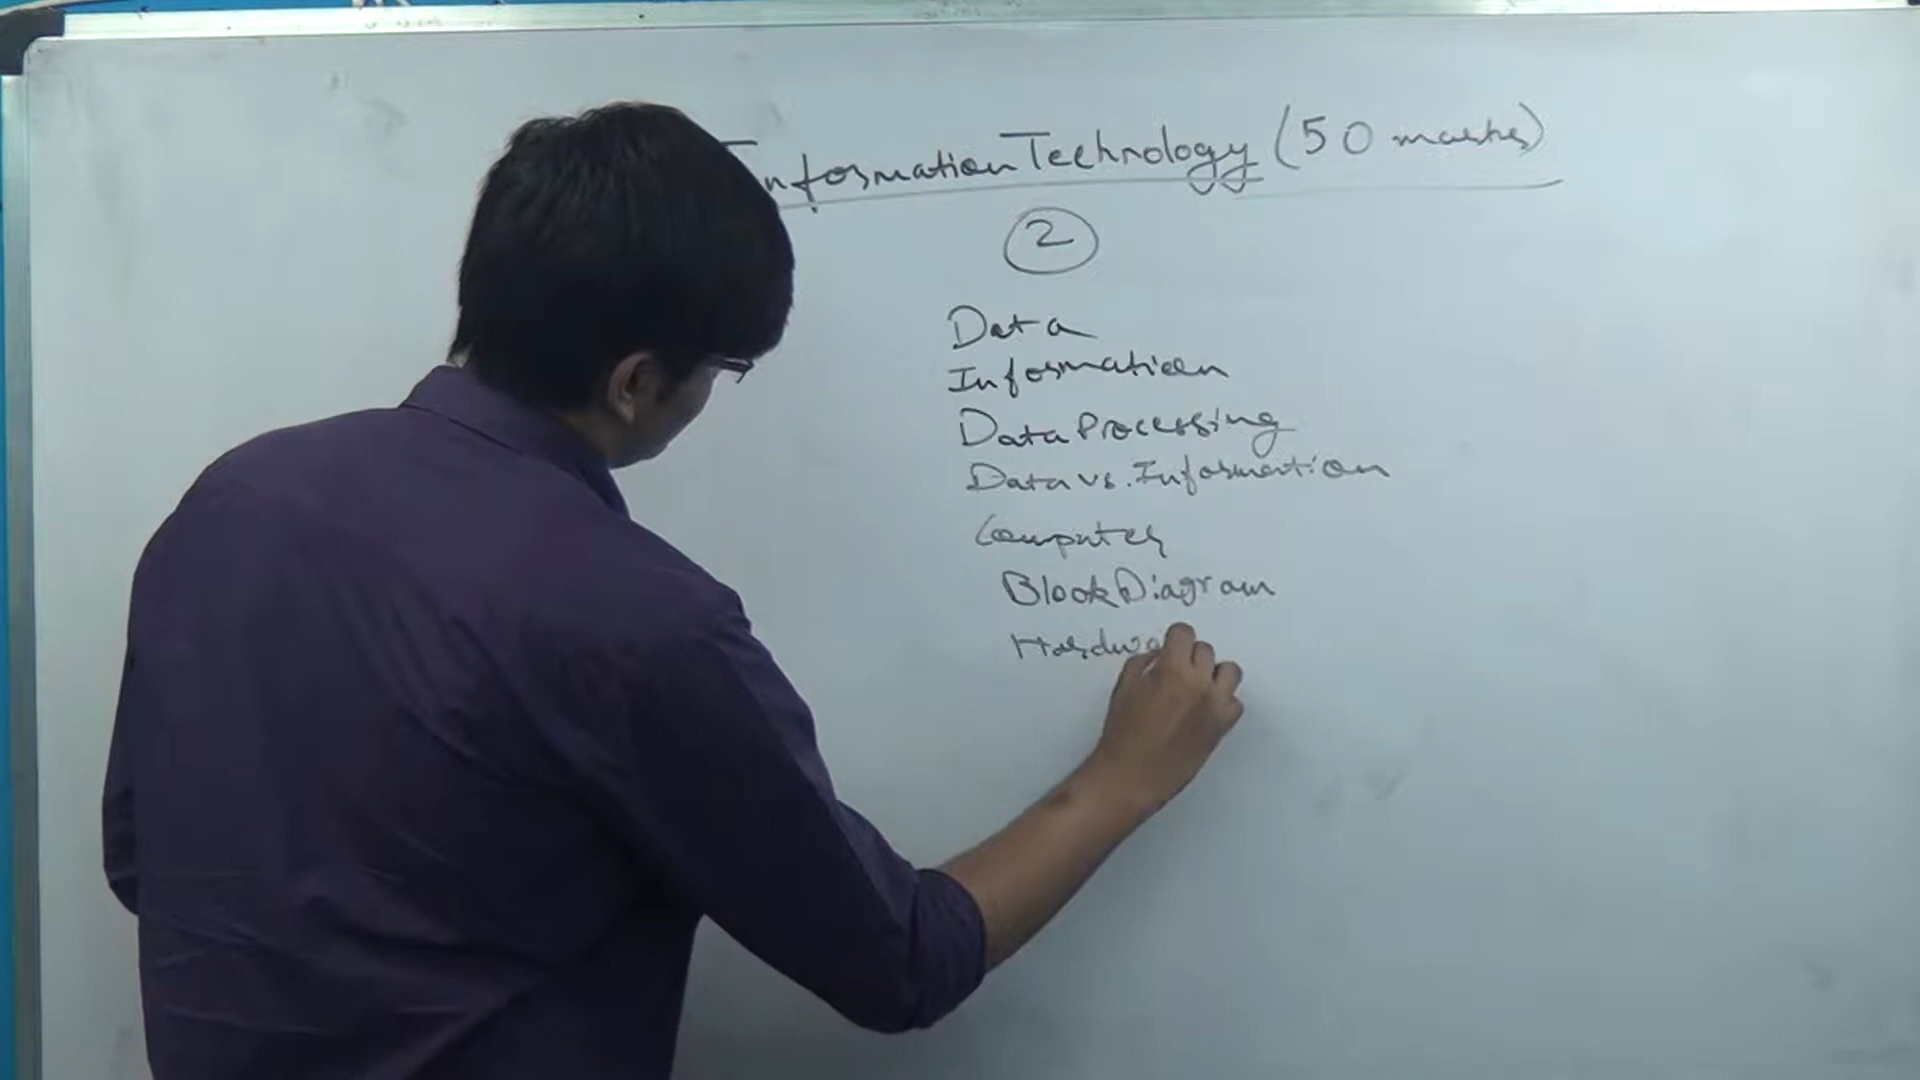 Information Technology (50 marks)
2
Data
Information
Data Processing
Data vs. Information
Computer
Block Diagram
Hardwa